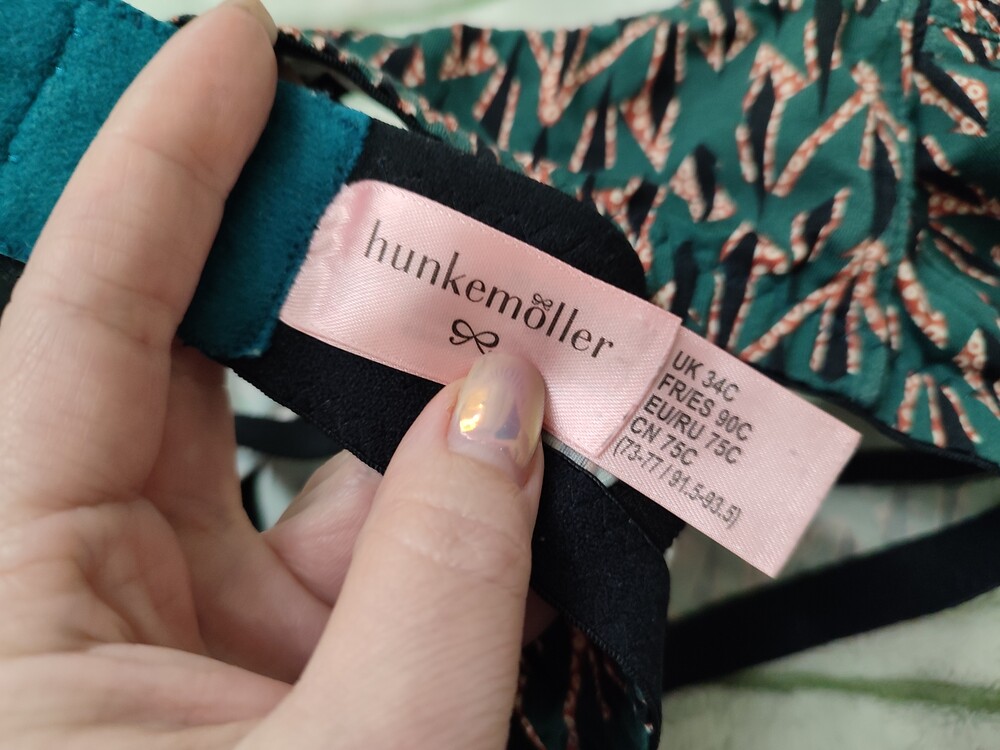 hunkemöller
UK 34C
FR/ES 90C
EU/RU 75C
CN 75C
(73-77 / 91.5-93.5)